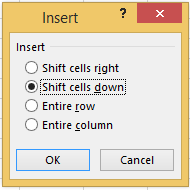 Insert
?
Insert
Shift cells right
Shift cells down
Entire row
Entire column
OK Cancel